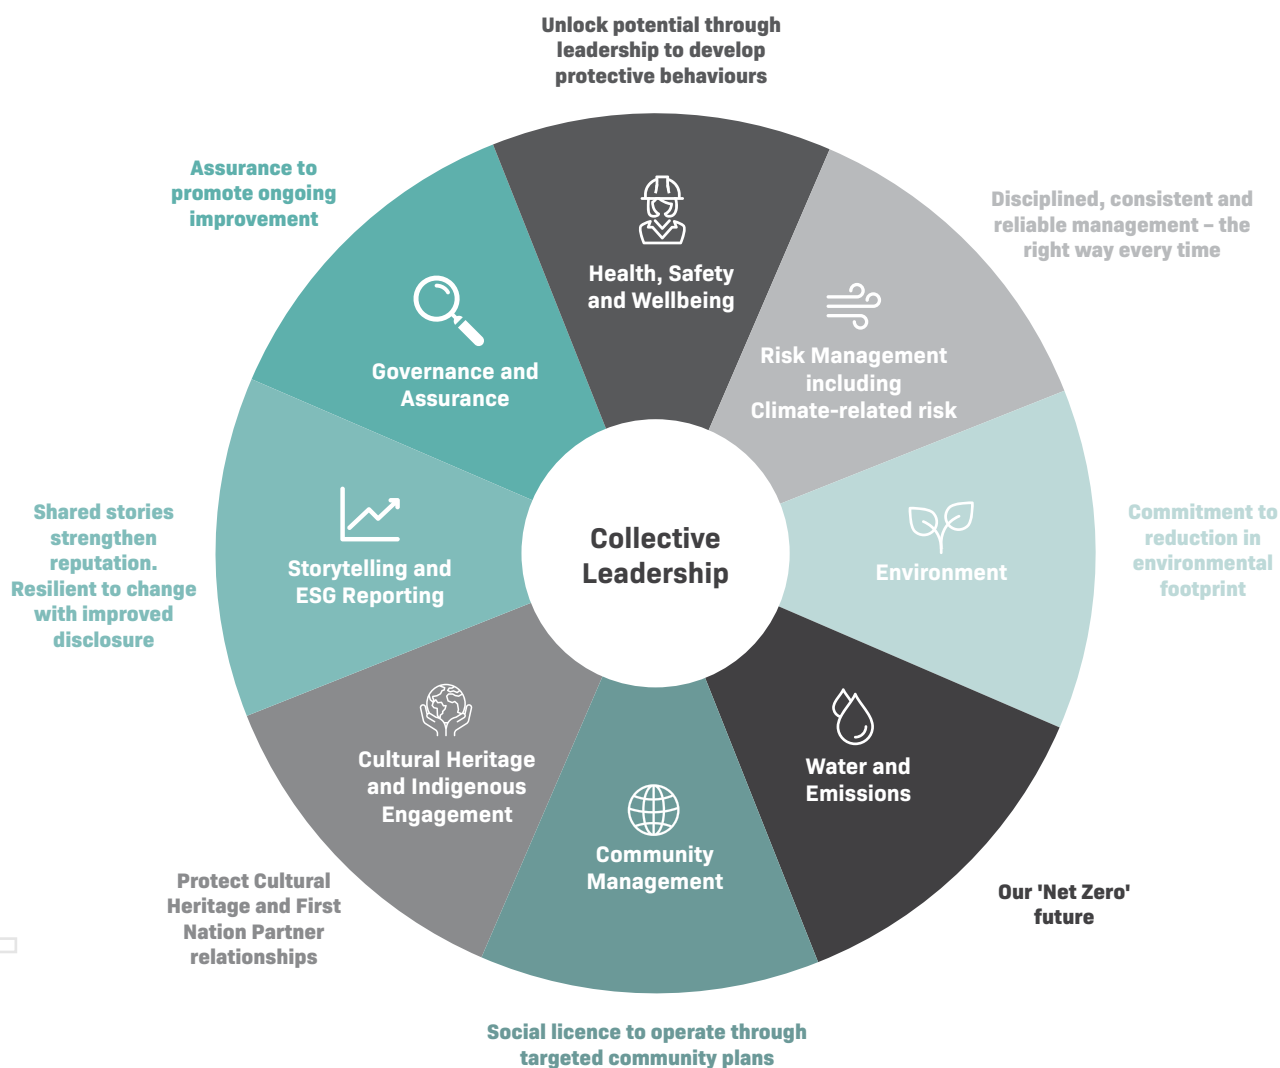 Unlock potential through
leadership to develop
protective behaviours
Health, Safety
and Wellbeing
Disciplined, consistent and
reliable management – the
right way every time
Risk Management
including
Climate-related risk
Commitment to
reduction in
environmental
footprint
Environment
Our 'Net Zero'
future
Water and
Emissions
Social licence to operate through
targeted community plans
Community
Management
Protect Cultural
Heritage and First
Nation Partner
relationships
Cultural Heritage
and Indigenous
Engagement
Shared stories
strengthen
reputation.
Resilient to change
with improved
disclosure
Storytelling and
ESG Reporting
Assurance to
promote ongoing
improvement
Governance and
Assurance
Collective
Leadership